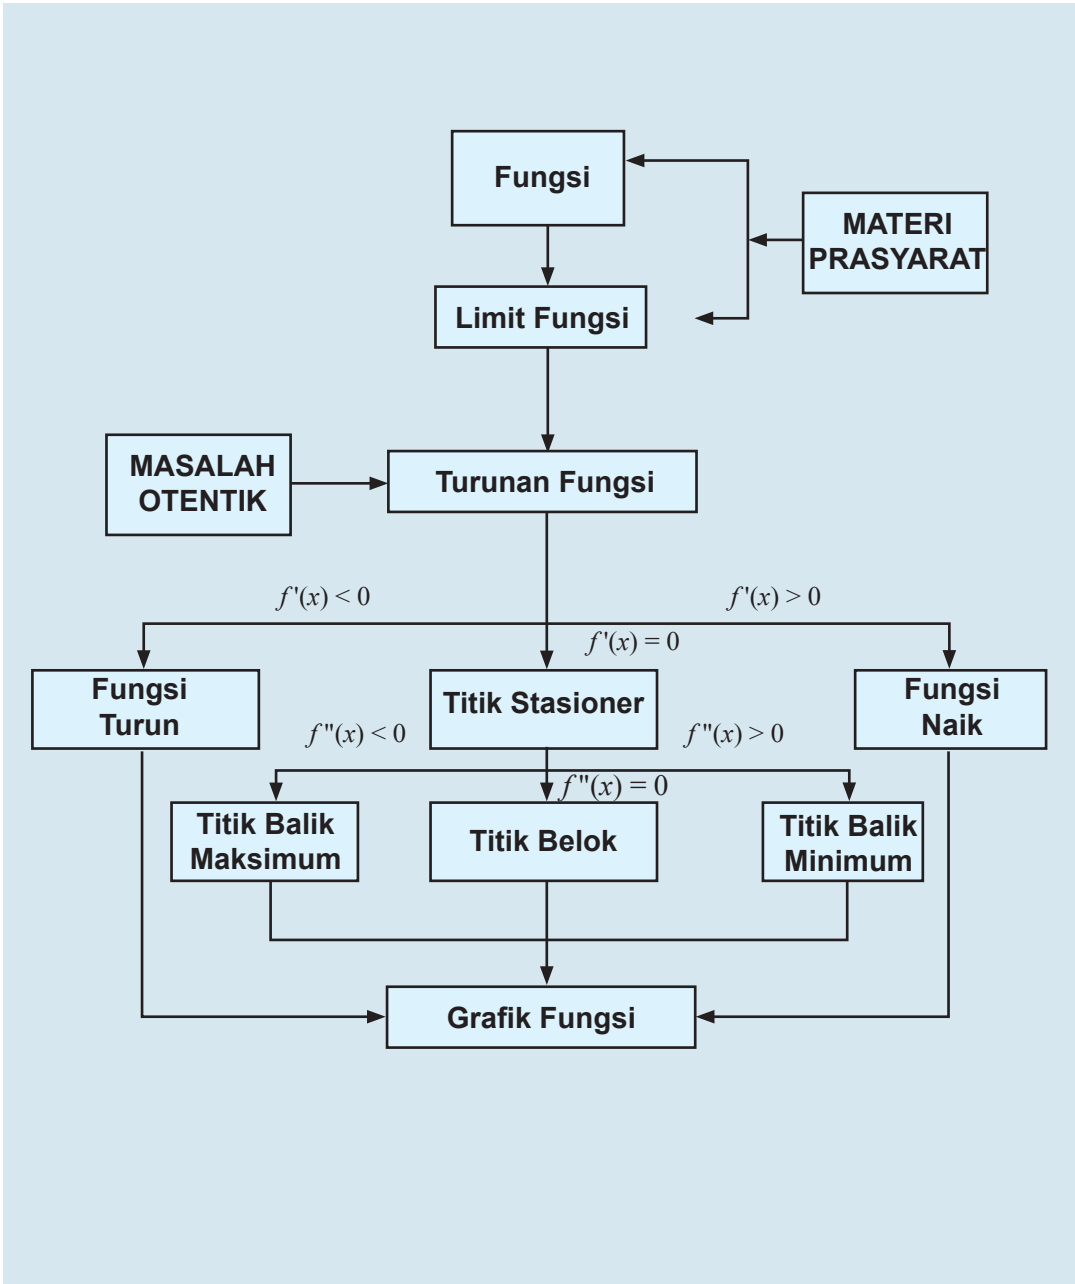 Fungsi
MATERI
PRASYARAT
Limit Fungsi
MASALAH
OTENTIK
Turunan Fungsi
f'(x) < 0
f'(x) > 0
f'(x) = 0
Fungsi
Turun
Titik Stasioner
Fungsi
Naik
f"(x) < 0
f"(x) > 0
f"(x) = 0
Titik Balik
Maksimum
Titik Belok
Titik Balik
Minimum
Grafik Fungsi